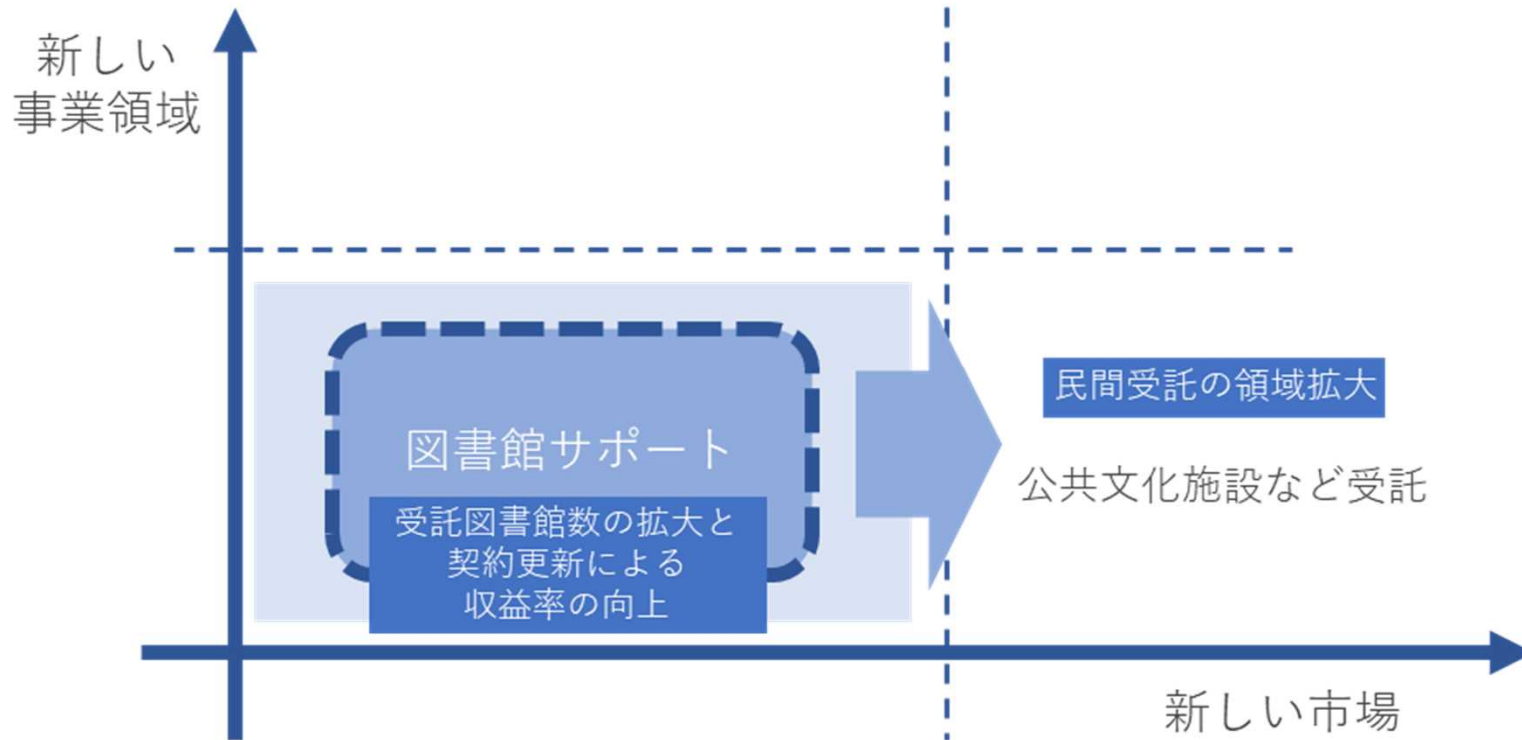 新しい
事業領域
図書館サポート
受託図書館数の拡大と
契約更新による
収益率の向上
民間受託の領域拡大
公共文化施設など受託
新しい市場